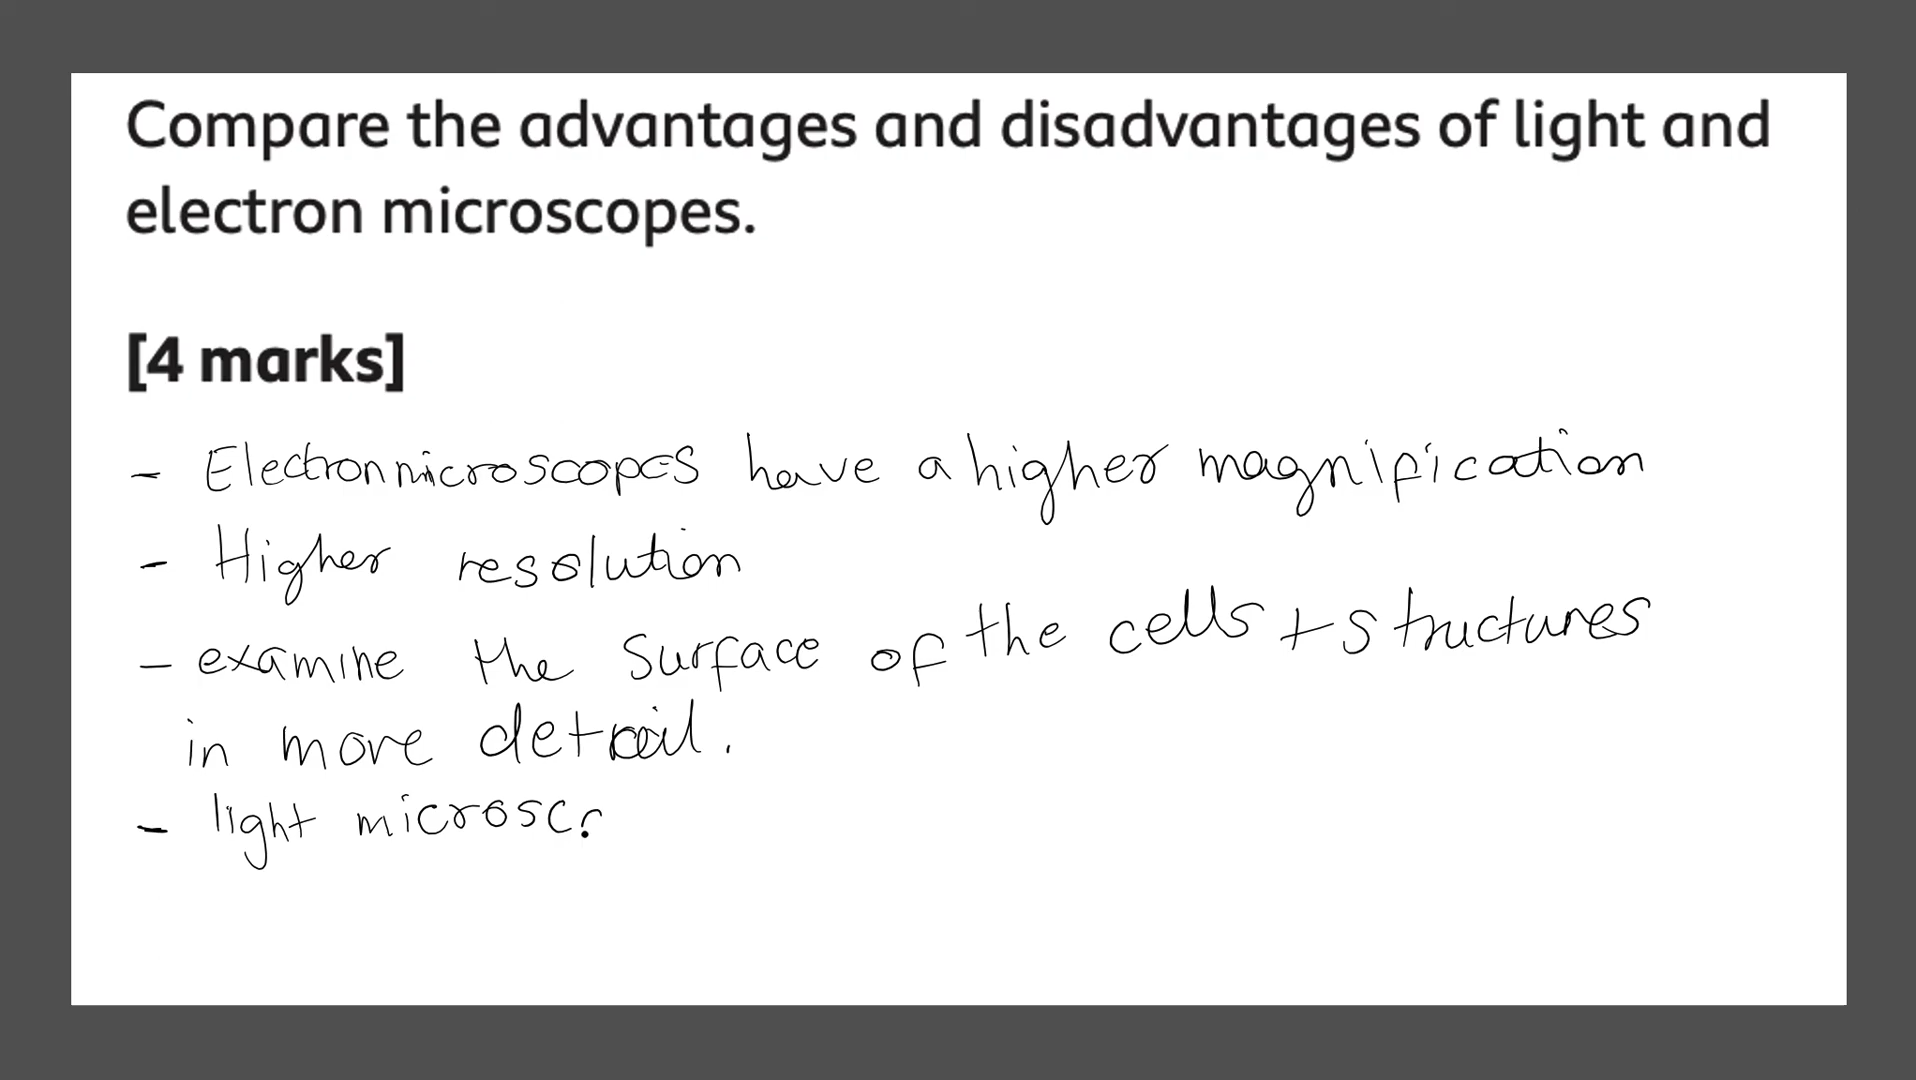 Compare the advantages and disadvantages of light and
electron microscopes.
[4 marks]
- Electron microscopes have a higher magnification
- Higher resolution
- examine the surface of the cells + structures
in more detail.
- light microsc